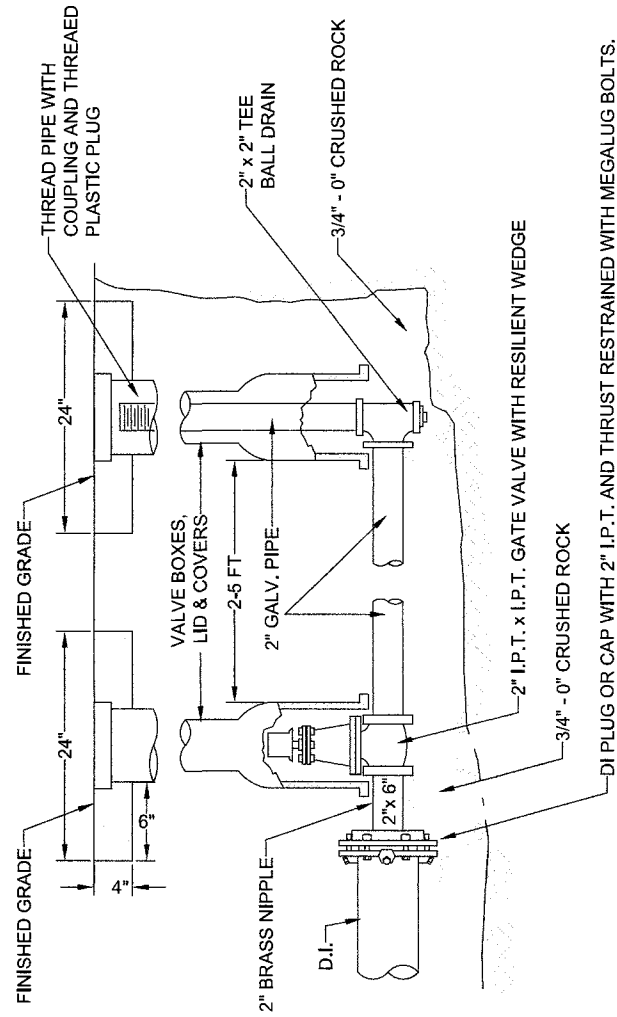 FINISHED GRADE
24"
6"
4"
FINISHED GRADE
24"
THREAD PIPE WITH
COUPLING AND THREAED
PLASTIC PLUG
VALVE BOXES,
LID & COVERS
2-5 FT
2" GALV. PIPE
2" x 2" TEE
BALL DRAIN
3/4" - 0" CRUSHED ROCK
2" BRASS NIPPLE
D.I.
2"x 6"
2" I.P.T. x I.P.T. GATE VALVE WITH RESILIENT WEDGE
3/4" - 0" CRUSHED ROCK
DI PLUG OR CAP WITH 2" I.P.T. AND THRUST RESTRAINED WITH MEGALUG BOLTS.